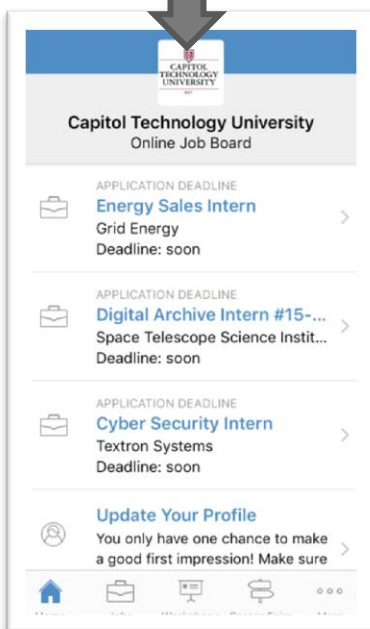 CAPITOL
TECHNOLOGY
UNIVERSITY
1927
Capitol Technology University
Online Job Board
APPLICATION DEADLINE
Energy Sales Intern
Grid Energy
Deadline: soon
APPLICATION DEADLINE
Digital Archive Intern #15-...
Space Telescope Science Instit...
Deadline: soon
APPLICATION DEADLINE
Cyber Security Intern
Textron Systems
Deadline: soon
Update Your Profile
You only have one chance to make
a good first impression! Make sure